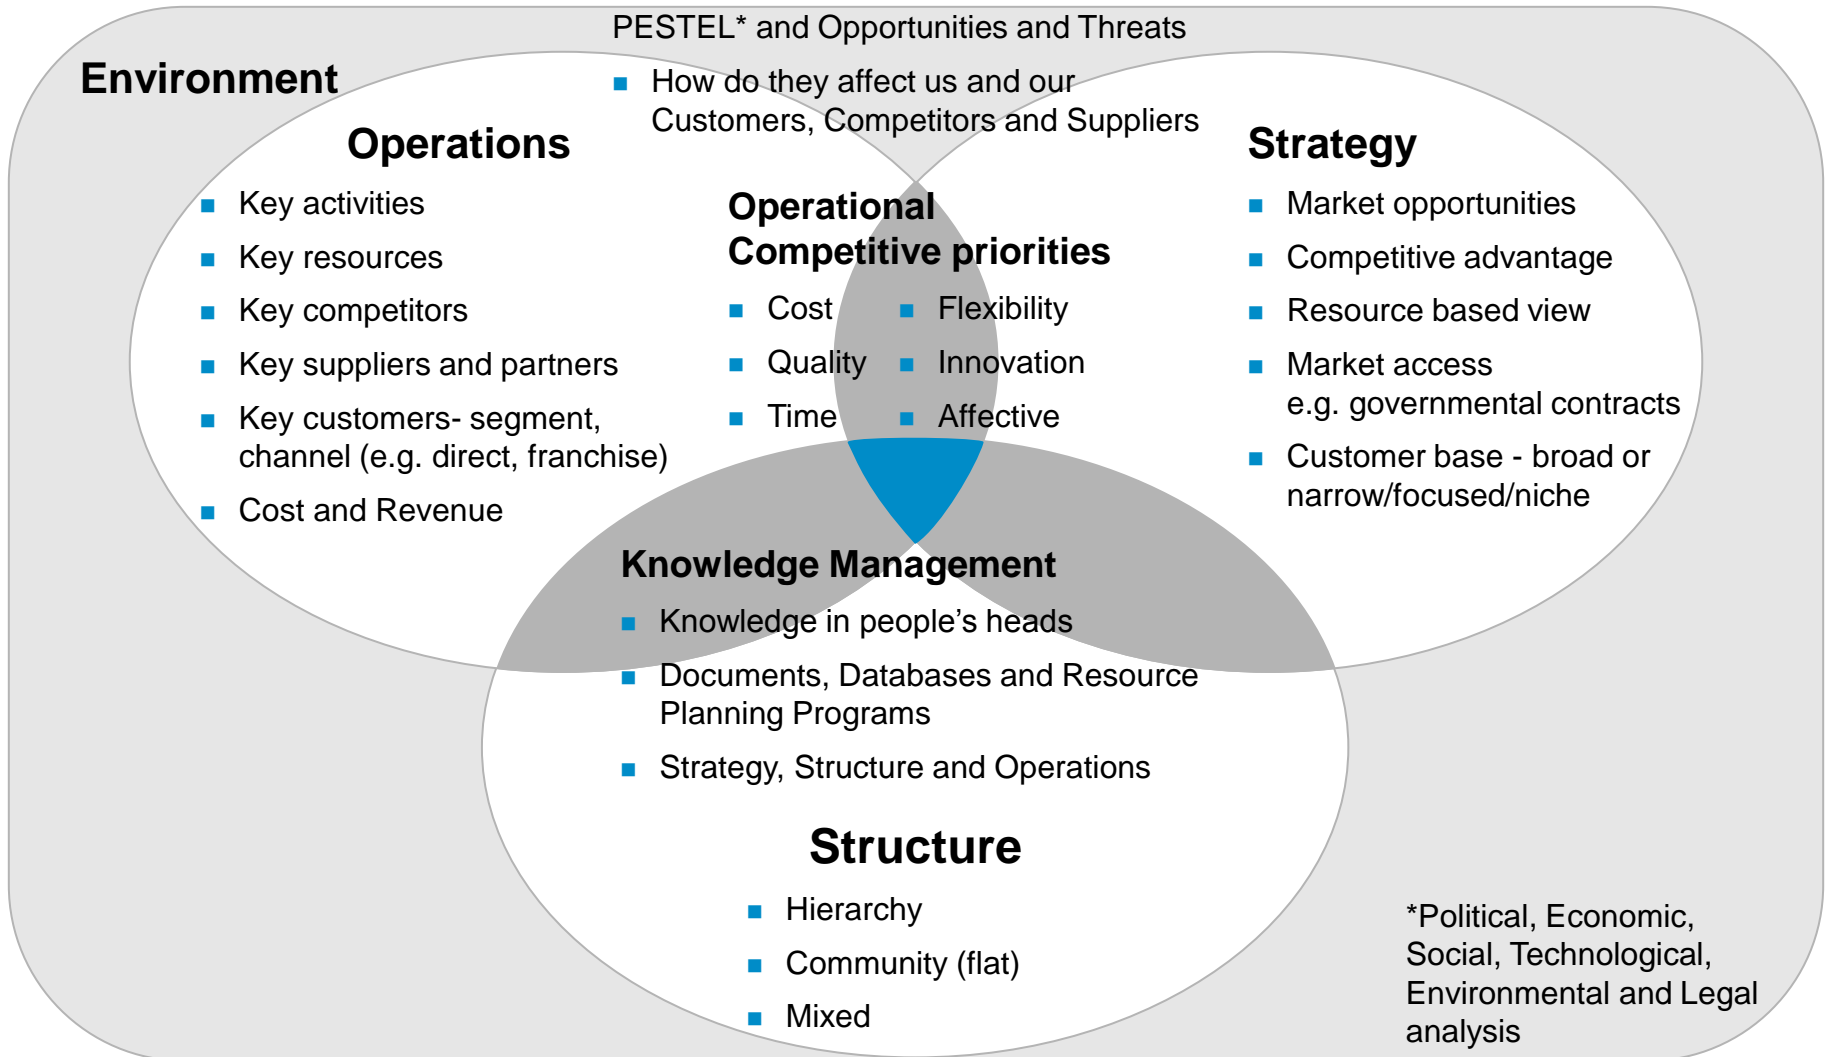 PESTEL* and Opportunities and Threats
Environment
How do they affect us and our
Customers, Competitors and Suppliers
Operations
Key activities
Key resources
Key competitors
Key suppliers and partners
Key customers- segment,
channel (e.g. direct, franchise)
Cost and Revenue
Operational
Competitive priorities
Cost
Quality
Time
Flexibility
Innovation
Affective
Strategy
Market opportunities
Competitive advantage
Resource based view
Market access
e.g. governmental contracts
Customer base - broad or
narrow/focused/niche
Knowledge Management
Knowledge in people’s heads
Documents, Databases and Resource
Planning Programs
Strategy, Structure and Operations
Structure
Hierarchy
Community (flat)
Mixed
*Political, Economic,
Social, Technological,
Environmental and Legal
analysis